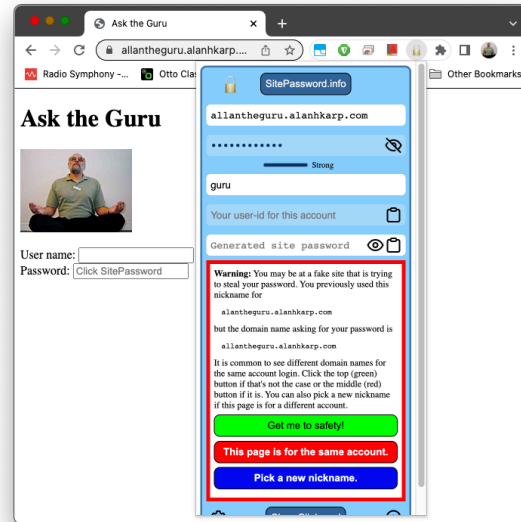 Ask the Guru
allantheguru.alanhkarp....
Radio Symphony -...
Otto Clas
Other Bookmarks
SitePassword.info
allantheguru.alanhkarp.com
Strong
guru
Your user-id for this account
Generated site password
Ask the Guru
User name:
Password: Click SitePassword
Warning: You may be at a fake site that is trying
to steal your password. You previously used this
nickname for
alantheguru.alanhkarp.com
but the domain name asking for your password is
allantheguru.alanhkarp.com
It is common to see different domain names for
the same account login. Click the top (green)
button if that's not the case or the middle (red)
button if it is. You can also pick a new nickname
if this page is for a different account.
Get me to safety!
This page is for the same account.
Pick a new nickname.